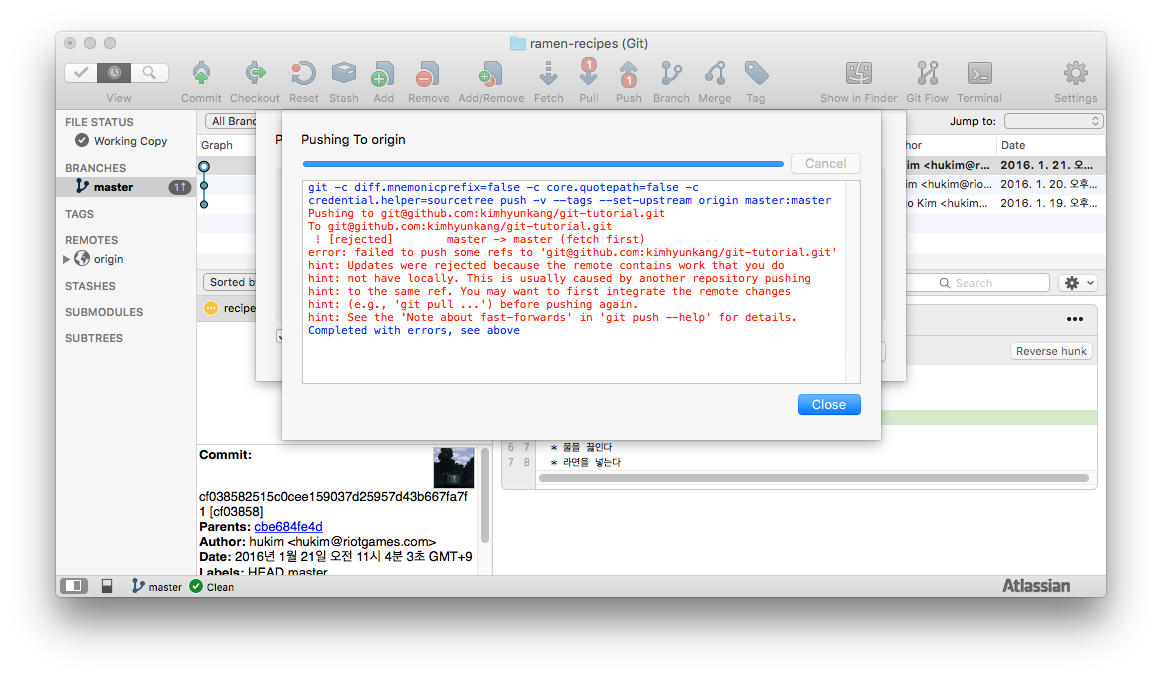 ramen-recipes (Git)
View Commit Checkout Reset Stash Add Remove Add/Remove Fetch 1 Pull 1 Push Branch Merge Tag Show in Finder Git Flow Terminal Settings
FILE STATUS
Working Copy
BRANCHES
master 1↑
TAGS
REMOTES
origin
STASHES
SUBMODULES
SUBTREES
All Branc
Jump to:
Graph
hor Date
im <hukim@r... 2016. 1. 21. 오...
im <hukim@rio... 2016. 1. 20. 오후...
o Kim <hukim... 2016. 1. 19. 오후...
Sorted by
Search
recipe
P
Pushing To origin
Cancel
git -c diff.mnemonicprefix=false -c core.quotepath=false -c
credential.helper=sourcetree push -v --tags --set-upstream origin master:master
Pushing to git@github.com:kimhyunkang/git-tutorial.git
To git@github.com:kimhyunkang/git-tutorial.git
! [rejected] master -> master (fetch first)
error: failed to push some refs to 'git@github.com:kimhyunkang/git-tutorial.git'
hint: Updates were rejected because the remote contains work that you do
hint: not have locally. This is usually caused by another repository pushing
hint: to the same ref. You may want to first integrate the remote changes
hint: (e.g., 'git pull ...') before pushing again.
hint: See the 'Note about fast-forwards' in 'git push --help' for details.
Completed with errors, see above
Close
Reverse hunk
6 7 * 물을 끓인다
7 8 * 라면을 넣는다
Commit:
cf038582515c0cee159037d25957d43b667fa7f
1 [cf03858]
Parents: cbe684fe4d
Author: hukim <hukim@riotgames.com>
Date: 2016년 1월 21일 오전 11시 4분 3초 GMT+9
Labels: HEAD master
master Clean
Atlassian